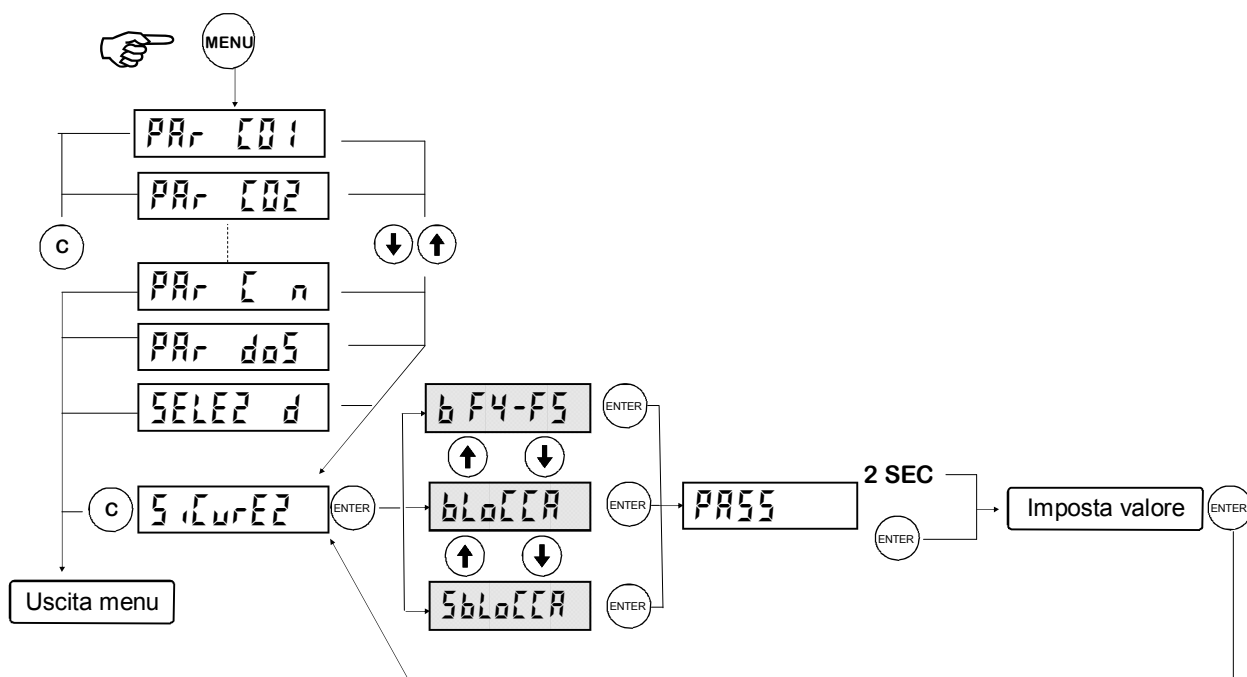 MENU
PAr C01
PAr C02
C
PAr C n
PAr doS
SELEZ d
b F4-F5
ENTER
2 SEC
C
SiCurEZ
ENTER
bLoCCA
ENTER
PASS
ENTER
Imposta valore
ENTER
SbLoCCA
ENTER
Uscita menu